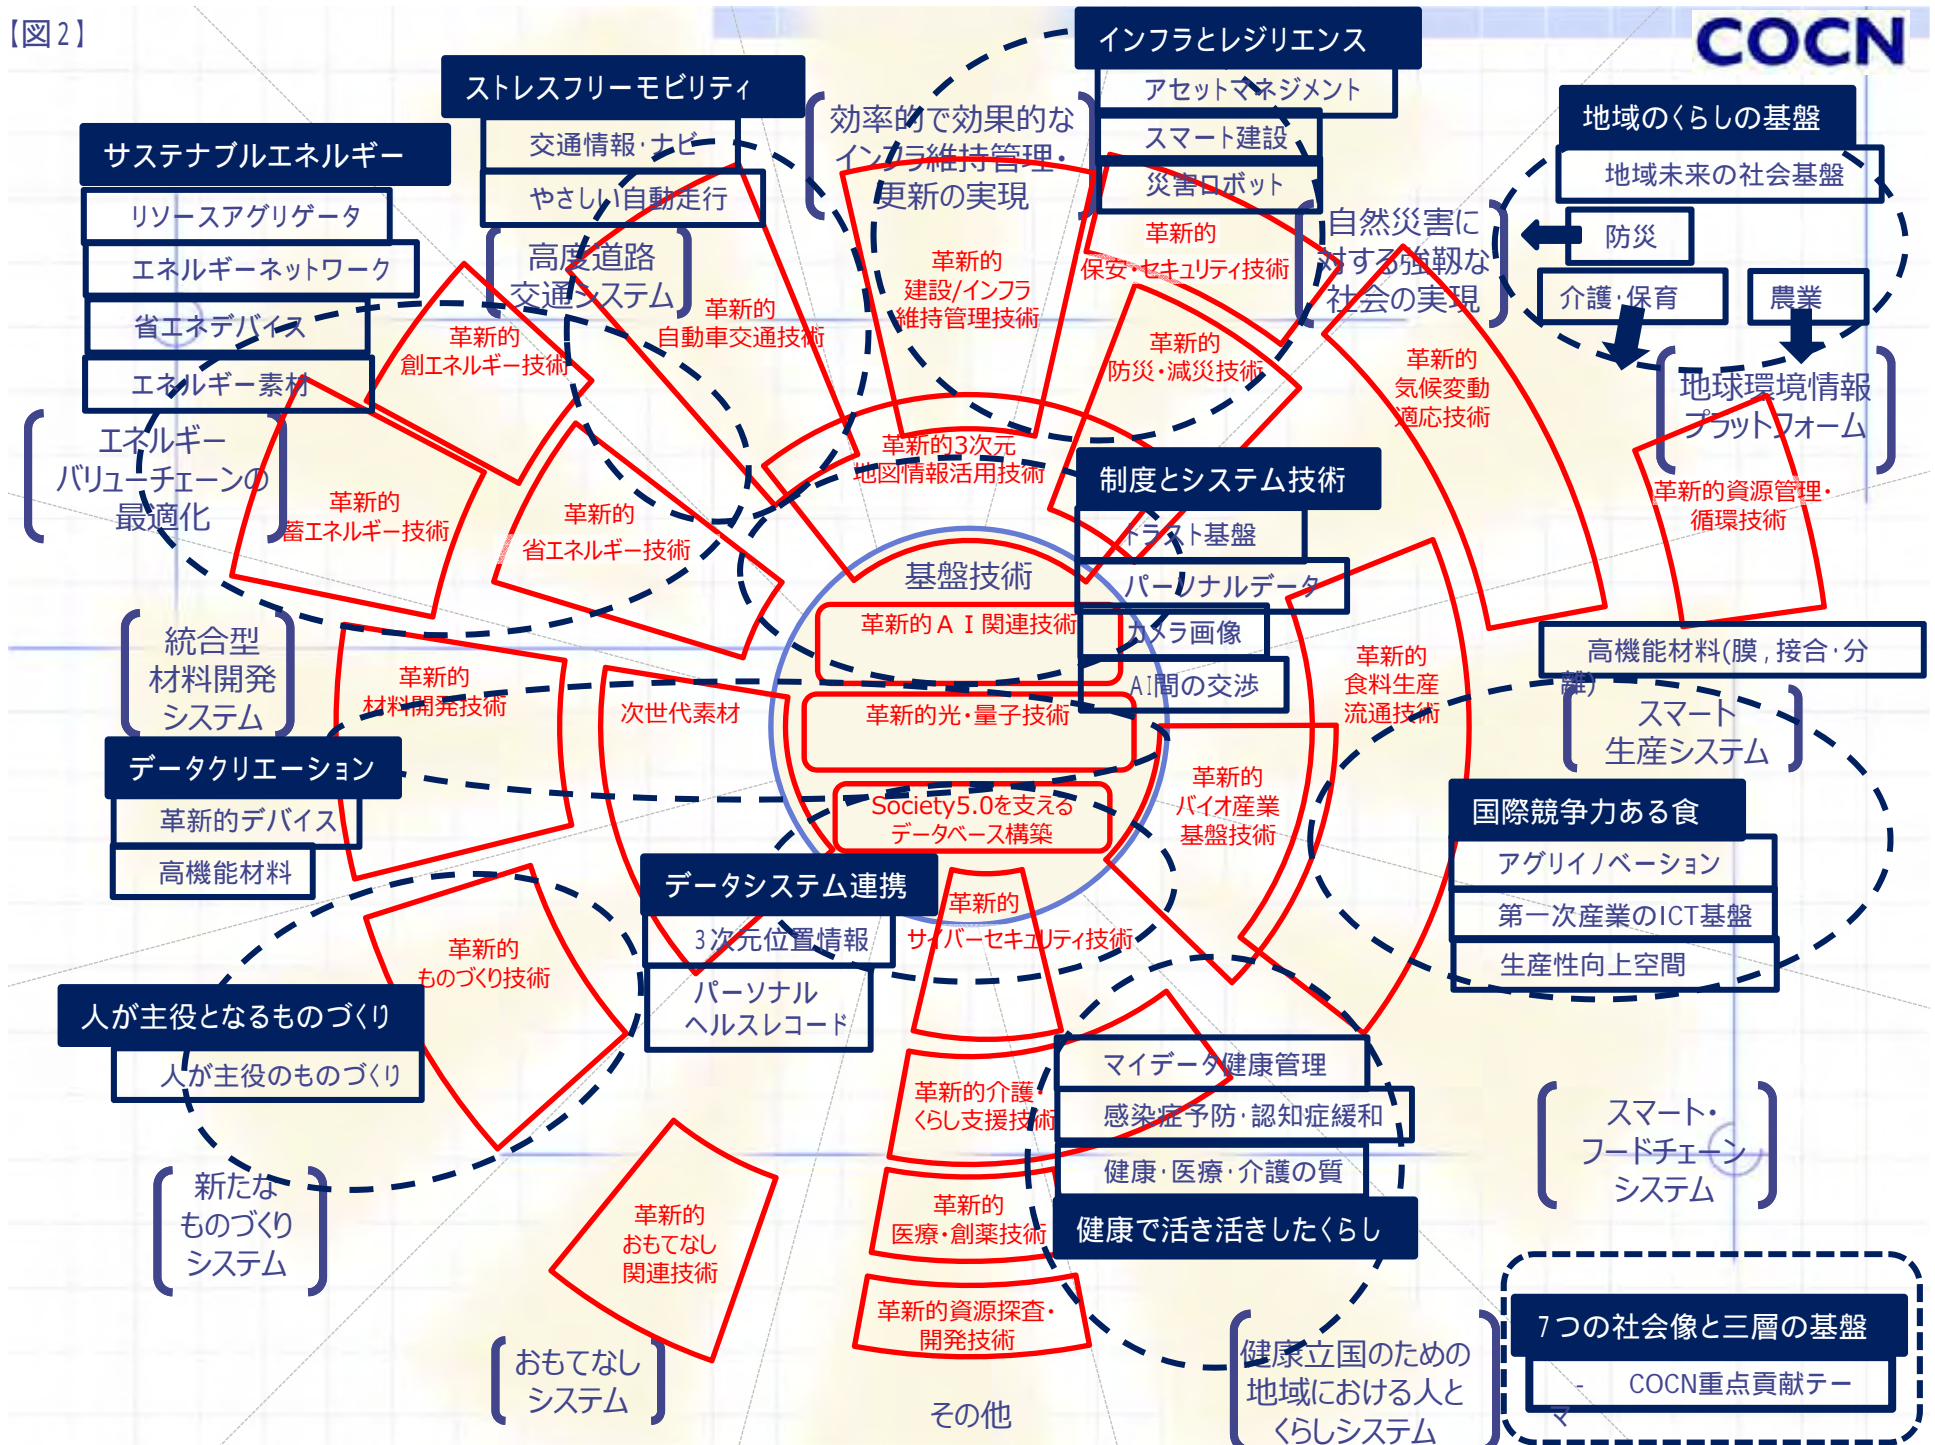 【図2】
COCN
インフラとレジリエンス
アセットマネジメント
スマート建設
災害ロボット
ストレスフリーモビリティ
交通情報・ナビ
やさしい自動走行
サステナブルエネルギー
リソースアグリゲータ
エネルギーネットワーク
省エネデバイス
エネルギー素材
地域のくらしの基盤
地域未来の社会基盤
防災
介護・保育
農業
効率的で効果的な
インフラ維持管理・
更新の実現
高度道路
交通システム
自然災害に
対する強靱な
社会の実現
地球環境情報
プラットフォーム
エネルギー
バリューチェーンの
最適化
革新的
創エネルギー技術
革新的
自動車交通技術
革新的
建設/インフラ
維持管理技術
革新的
保安・セキュリティ技術
革新的
防災・減災技術
革新的
気候変動
適応技術
革新的資源管理・
循環技術
革新的
蓄エネルギー技術
革新的
省エネルギー技術
革新的3次元
地図情報活用技術
制度とシステム技術
トラスト基盤
パーソナルデータ
カメラ画像
AI間の交渉
基盤技術
革新的AI関連技術
革新的光・量子技術
Society5.0を支える
データベース構築
統合型
材料開発
システム
革新的
材料開発技術
次世代素材
革新的
食料生産
流通技術
革新的
バイオ産業
基盤技術
高機能材料(膜,接合・分
離)
スマート
生産システム
データクリエーション
革新的デバイス
高機能材料
国際競争力ある食
アグリイノベーション
第一次産業のICT基盤
生産性向上空間
データシステム連携
3次元位置情報
パーソナル
ヘルスレコード
革新的
サイバーセキュリティ技術
革新的
ものづくり技術
人が主役となるものづくり
人が主役のものづくり
革新的介護・
くらし支援技術
マイデータ健康管理
感染症予防・認知症緩和
健康・医療・介護の質
健康で活き活きしたくらし
スマート・
フードチェーン
システム
新たな
ものづくり
システム
革新的
おもてなし
関連技術
革新的
医療・創薬技術
革新的資源探査・
開発技術
おもてなし
システム
その他
健康立国のための
地域における人と
くらしシステム
7つの社会像と三層の基盤
- COCN重点貢献テー
マ